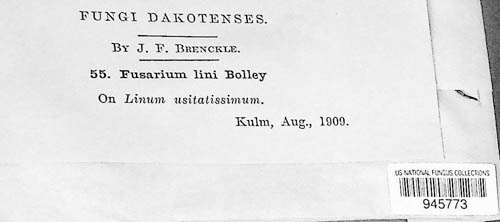 FUNGI DAKOTENSES.
BY J. F. BRENCKLE.
55. Fusarium lini Bolley
On Linum usitatissimum.
Kulm, Aug., 1909.
US NATIONAL FUNGUS COLLECTIONS
945773